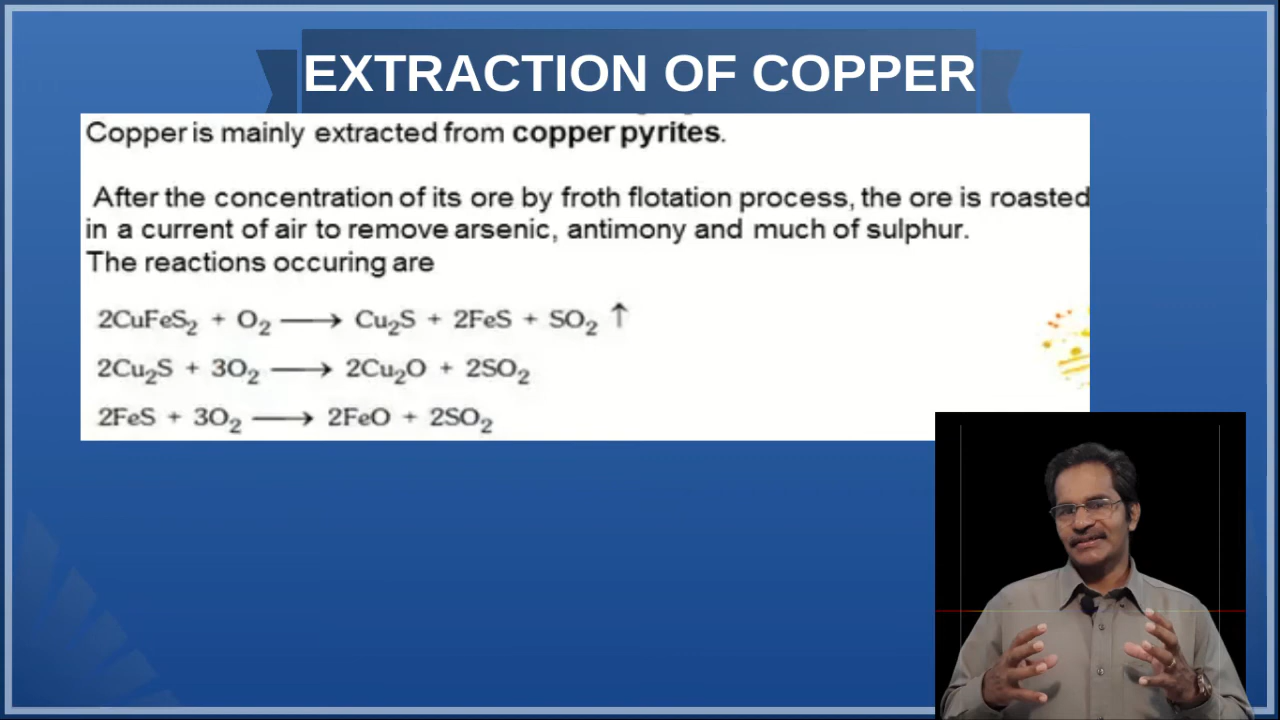 EXTRACTION OF COPPER
Copper is mainly extracted from copper pyrites.
After the concentration of its ore by froth flotation process, the ore is roasted
in a current of air to remove arsenic, antimony and much of sulphur.
The reactions occuring are
2CuFeS₂ + O₂ ⟶ Cu₂S + 2FeS + SO₂ ↑
2Cu₂S + 3O₂ ⟶ 2Cu₂O + 2SO₂
2FeS + 3O₂ ⟶ 2FeO + 2SO₂